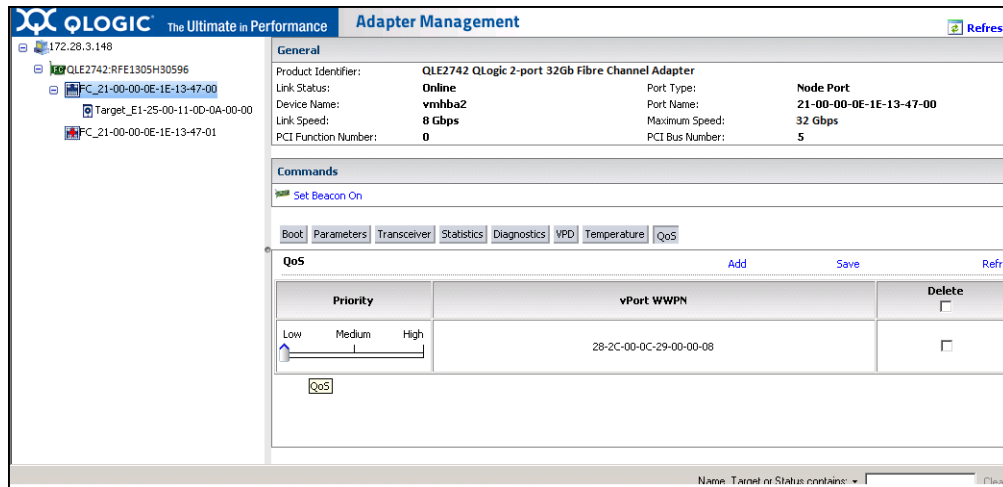 QLOGIC The Ultimate in Performance
Adapter Management
Refres
172.28.3.148
QLE2742:RFE1305H30596
FC_21-00-00-0E-1E-13-47-00
Target_E1-25-00-11-0D-0A-00-00
FC_21-00-00-0E-1E-13-47-01
General
Product Identifier: QLE2742 QLogic 2-port 32Gb Fibre Channel Adapter
Link Status: Online Port Type: Node Port
Device Name: vmhba2 Port Name: 21-00-00-0E-1E-13-47-00
Link Speed: 8 Gbps Maximum Speed: 32 Gbps
PCI Function Number: 0 PCI Bus Number: 5
Commands
Set Beacon On
Boot Parameters Transceiver Statistics Diagnostics VPD Temperature QoS
QoS Add Save Refr
Priority vPort WWPN Delete
Low Medium High 28-2C-00-0C-29-00-00-08
QoS
Name, Target or Status contains: Clea